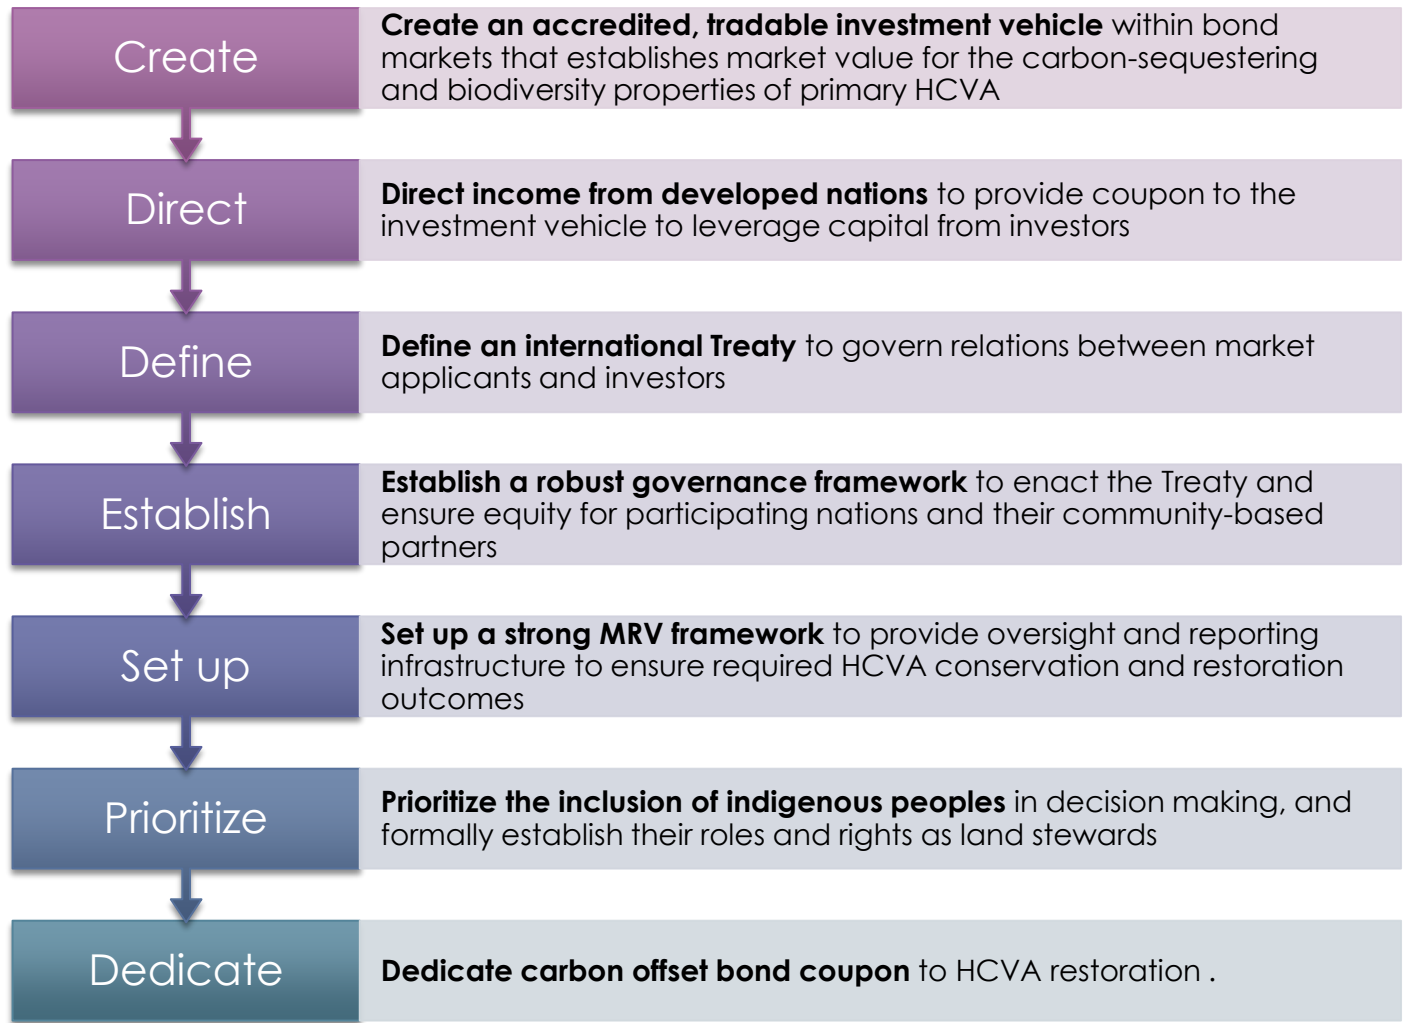 Create
Create an accredited, tradable investment vehicle within bond
markets that establishes market value for the carbon-sequestering
and biodiversity properties of primary HCVA
Direct
Direct income from developed nations to provide coupon to the
investment vehicle to leverage capital from investors
Define
Define an international Treaty to govern relations between market
applicants and investors
Establish
Establish a robust governance framework to enact the Treaty and
ensure equity for participating nations and their community-based
partners
Set up
Set up a strong MRV framework to provide oversight and reporting
infrastructure to ensure required HCVA conservation and restoration
outcomes
Prioritize
Prioritize the inclusion of indigenous peoples in decision making, and
formally establish their roles and rights as land stewards
Dedicate
Dedicate carbon offset bond coupon to HCVA restoration .